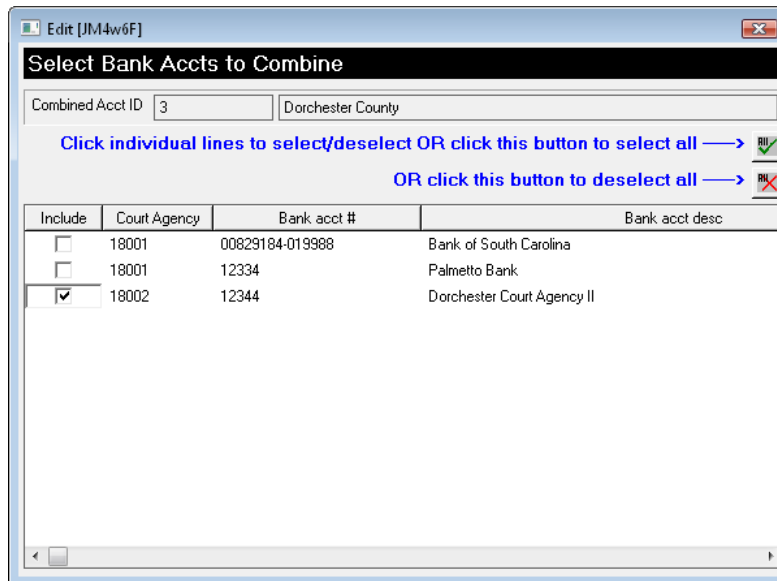 Edit [JM4w6F]
Select Bank Accts to Combine
Combined Acct ID 3 Dorchester County
Click individual lines to select/deselect OR click this button to select all ----> All
OR click this button to deselect all ----> All
Include Court Agency Bank acct # Bank acct desc
18001 00829184-019988 Bank of South Carolina
18001 12334 Palmetto Bank
18002 12344 Dorchester Court Agency II